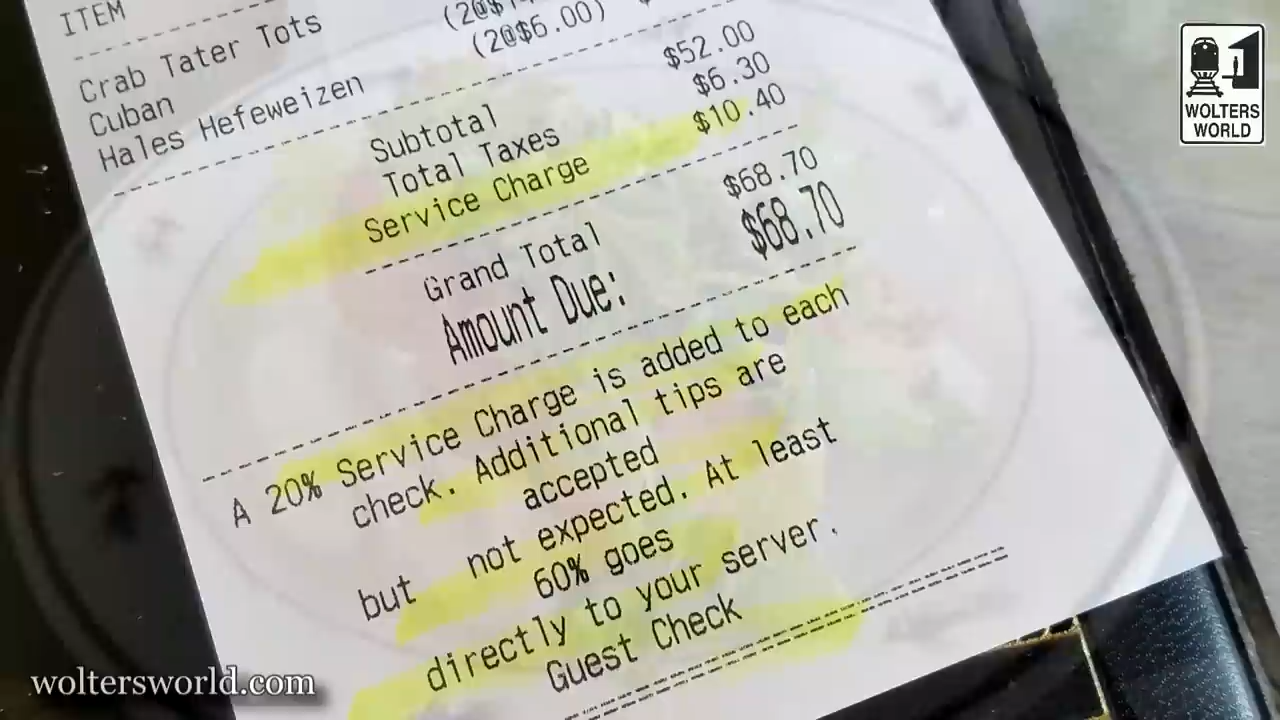 ITEM
Crab Tater Tots
Cuban (2@$1
Hales Hefeweizen (2@$6.00)
Subtotal $52.00
Total Taxes $6.30
Service Charge $10.40
Grand Total $68.70
Amount Due: $68.70
A 20% Service Charge is added to each
check. Additional tips are
accepted
but not expected. At least
60% goes
directly to your server.
Guest Check
1
WOLTERS
WORLD
woltersworld.com